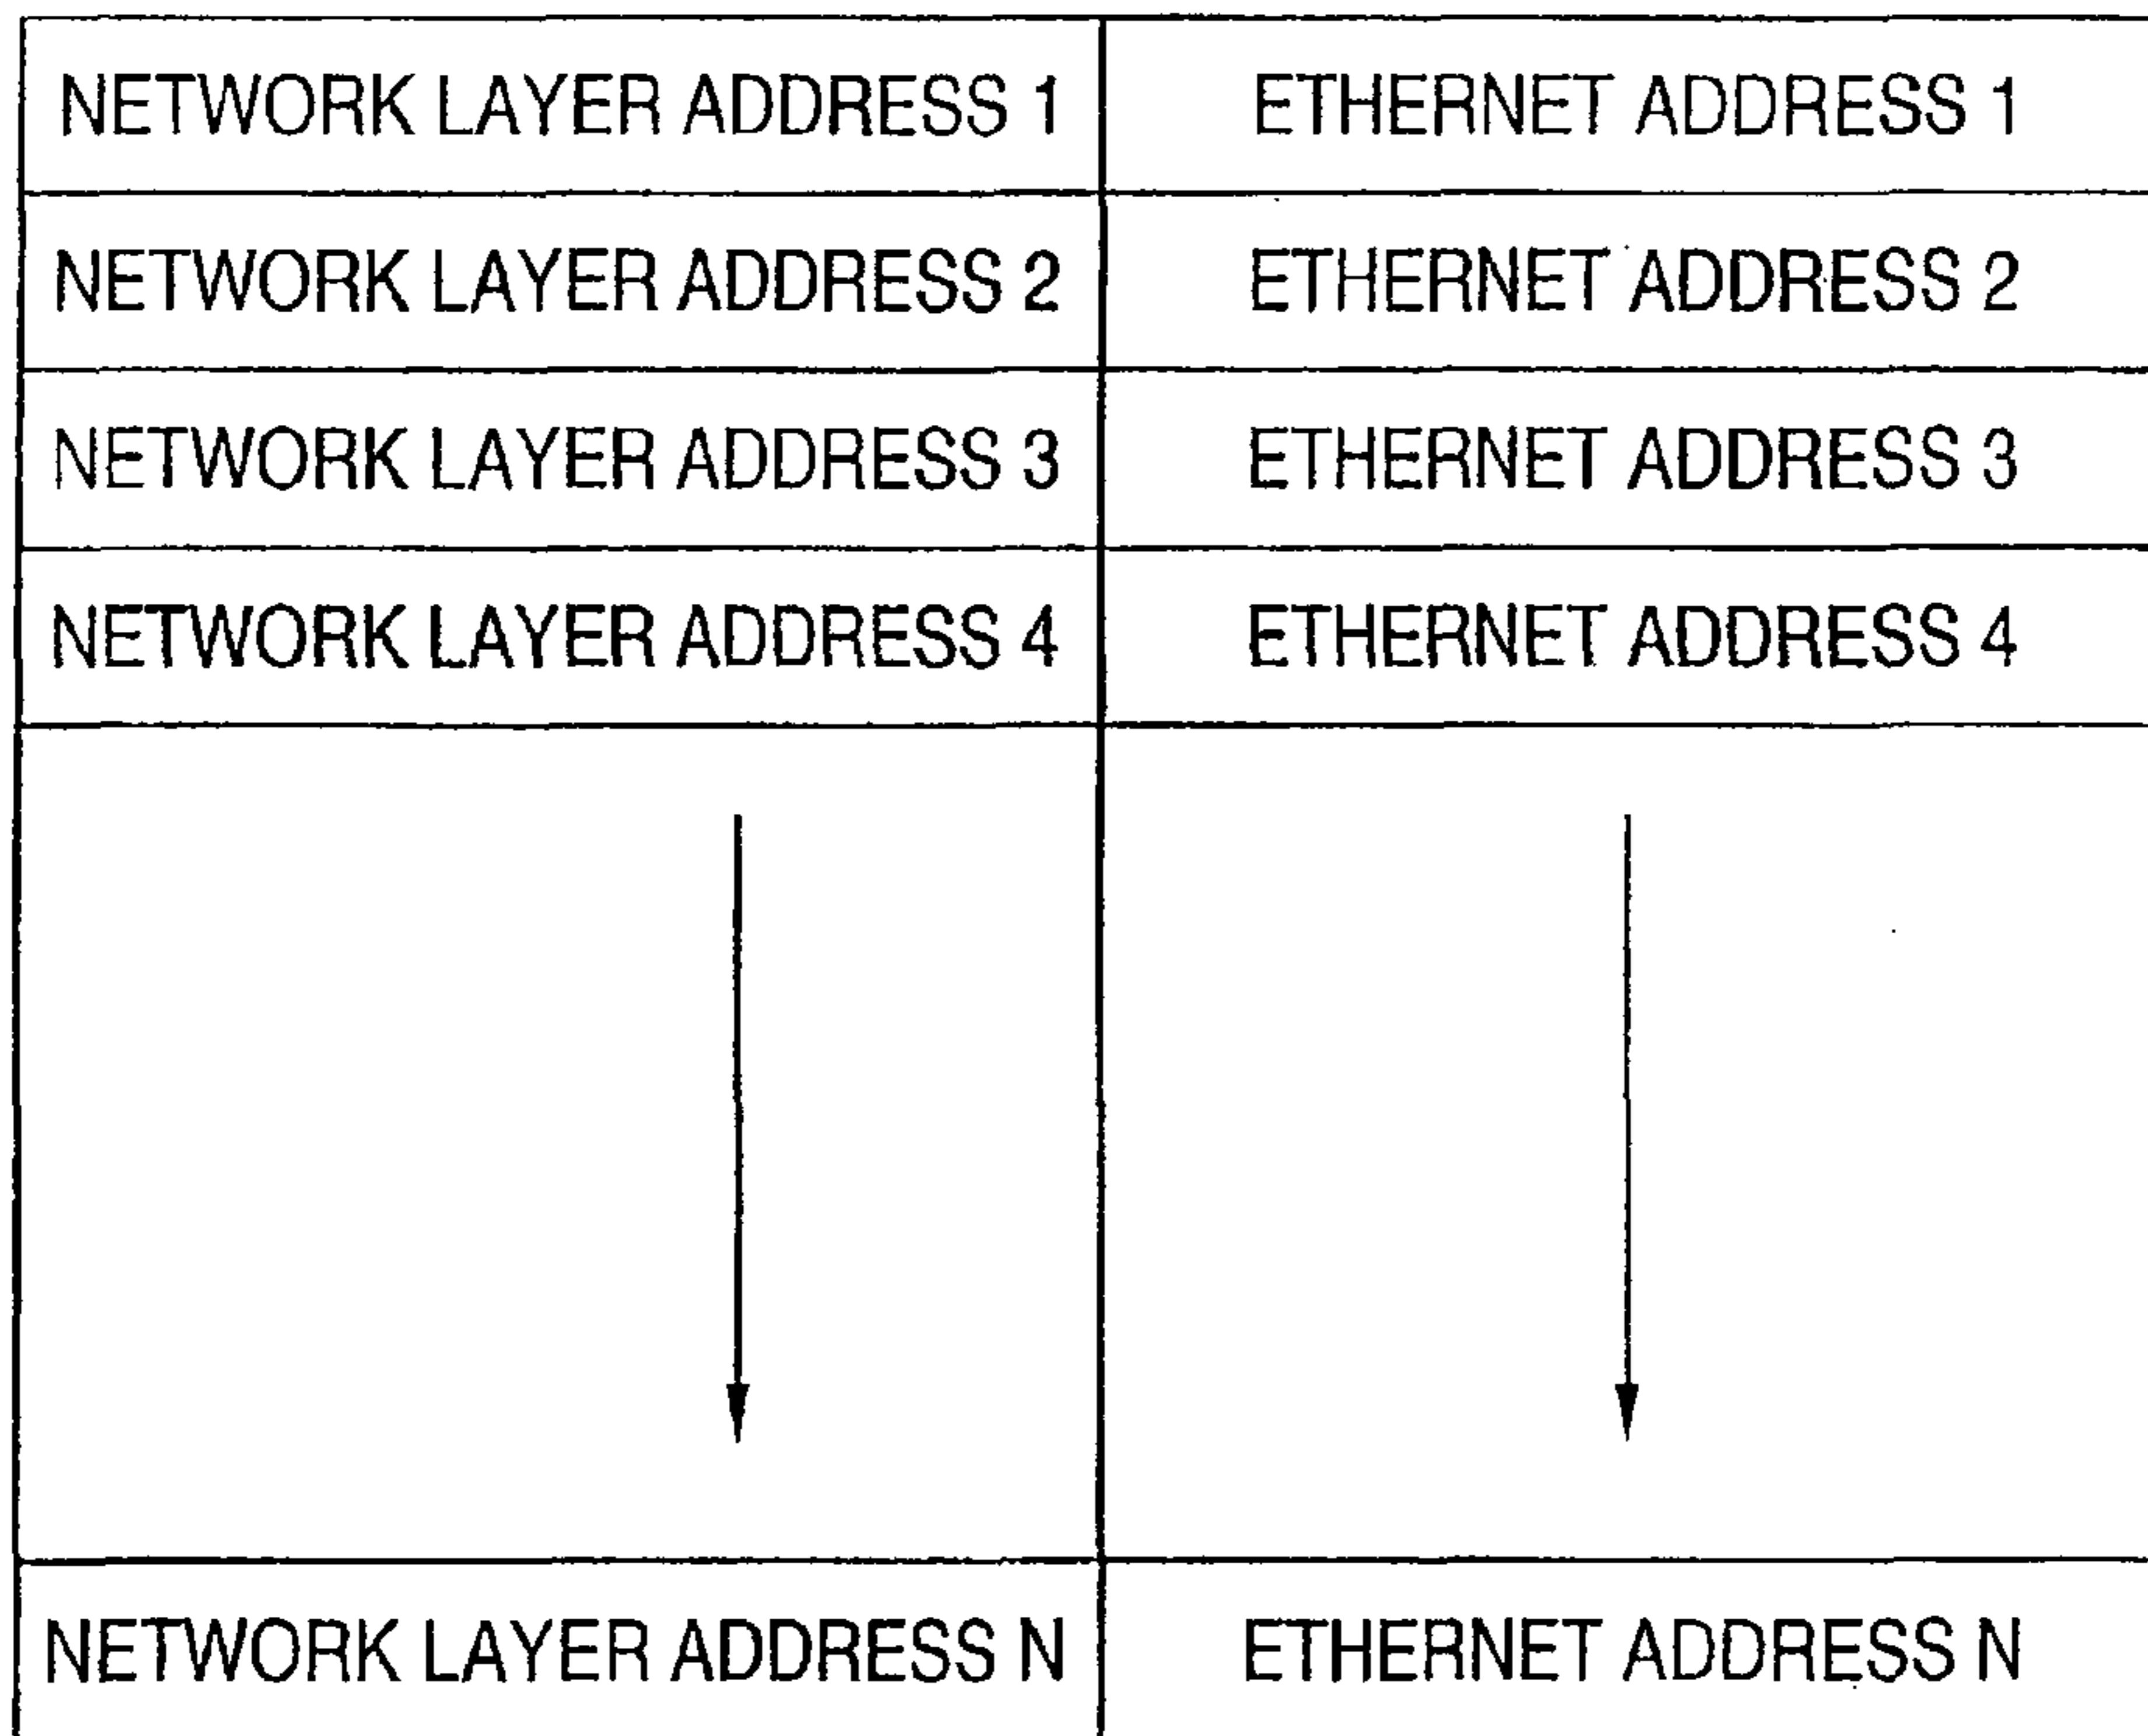 NETWORK LAYER ADDRESS 1 ETHERNET ADDRESS 1
NETWORK LAYER ADDRESS 2 ETHERNET ADDRESS 2
NETWORK LAYER ADDRESS 3 ETHERNET ADDRESS 3
NETWORK LAYER ADDRESS 4 ETHERNET ADDRESS 4
NETWORK LAYER ADDRESS N ETHERNET ADDRESS N